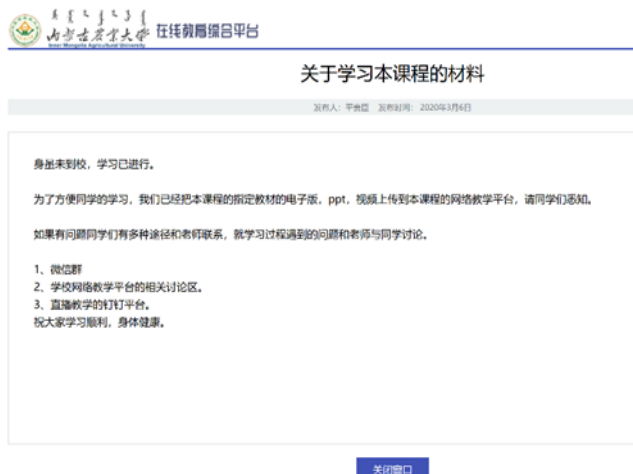 内蒙古农业大学 在线教育综合平台
Inner Mongolia Agricultural University
关于学习本课程的材料
发布人：平贵臣 发布时间：2020年3月6日
身虽未到校，学习已进行。
为了方便同学的学习，我们已经把本课程的指定教材的电子版，ppt，视频上传到本课程的网络教学平台，请同学们悉知。
如果有问题同学们有多种途径和老师联系，就学习过程遇到的问题和老师与同学讨论。
1、微信群
2、学校网络教学平台的相关讨论区。
3、直播教学的钉钉平台。
祝大家学习顺利，身体健康。
关闭窗口